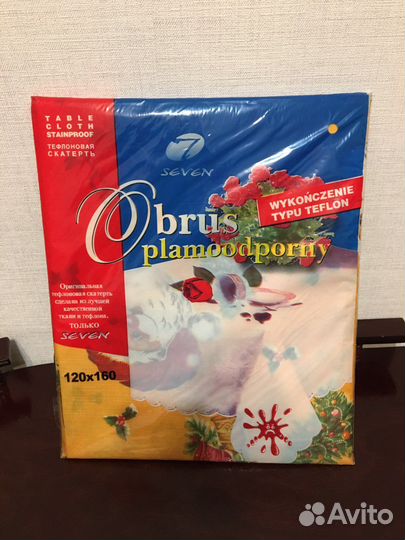 TABLE
CLOTH
STAINPROOF
ТЕФЛОНОВАЯ
СКАТЕРТЬ
7
SEVEN
WYKOŃCZENIE
TYPU TEFLON
Obrus
plamoodporny
Оригинальная
тефлоновая скатерть
сделана из лучшей
качественной
ткани и тефлона.
ТОЛЬКО
SEVEN
120x160
Avito